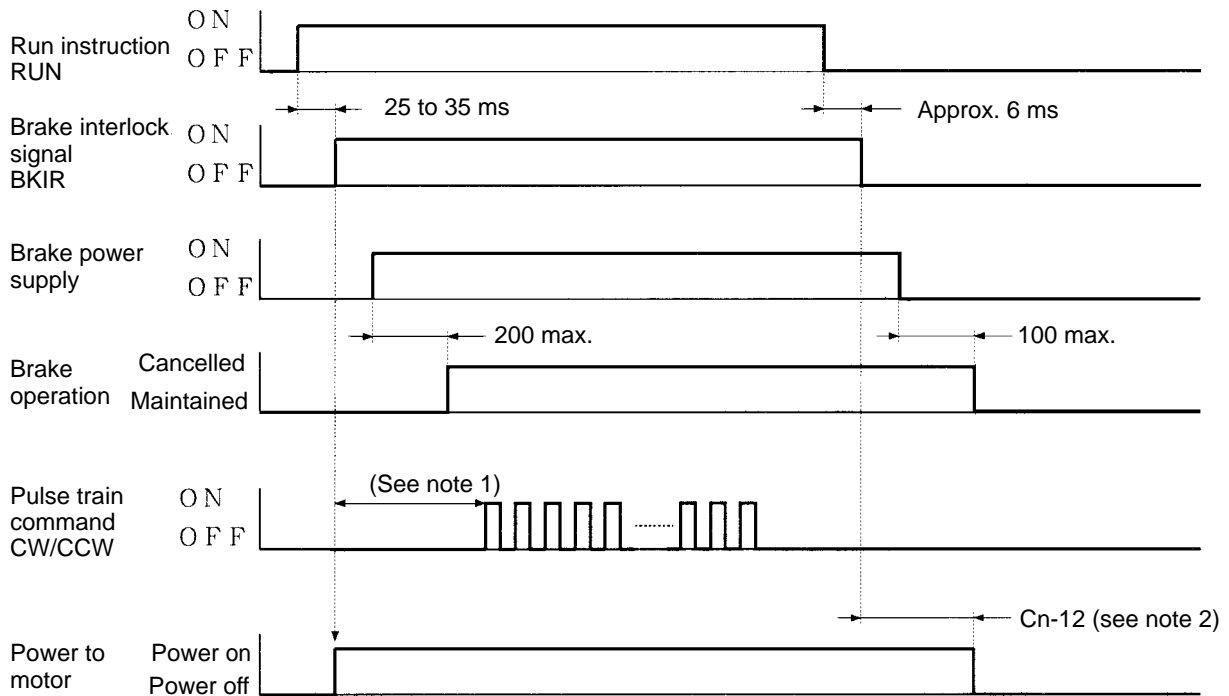 Run instruction
RUN
ON
OFF
25 to 35 ms
Approx. 6 ms
Brake interlock
signal
BKIR
ON
OFF
Brake power
supply
ON
OFF
200 max.
100 max.
Brake
operation
Cancelled
Maintained
Pulse train
command
CW/CCW
ON
OFF
(See note 1)
Cn-12 (see note 2)
Power to
motor
Power on
Power off